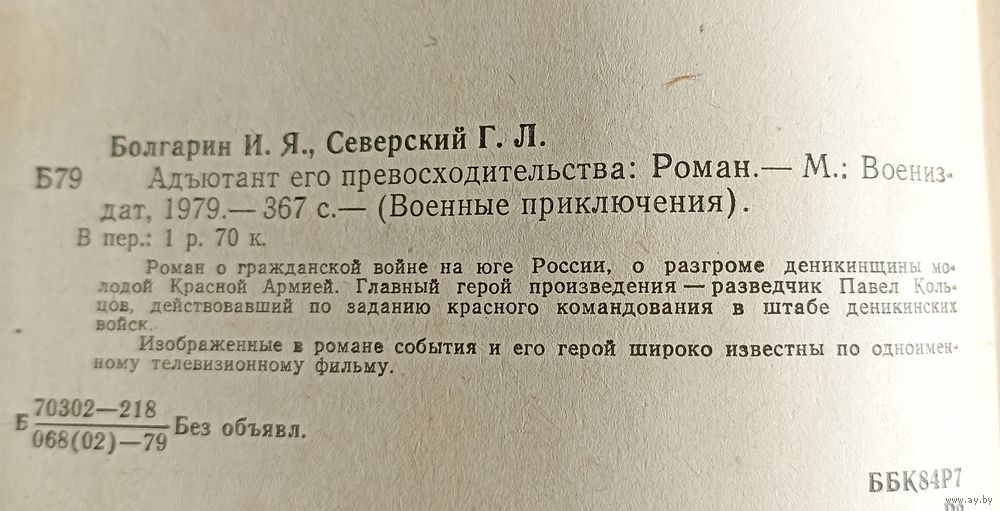 Болгарин И. Я., Северский Г. Л.
Б79 Адъютант его превосходительства: Роман.— М.: Воениз-
дат, 1979.— 367 с.— (Военные приключения).
В пер.: 1 р. 70 к.
Роман о гражданской войне на юге России, о разгроме деникинщины мо-
лодой Красной Армией. Главный герой произведения — разведчик Павел Коль-
цов, действовавший по заданию красного командования в штабе деникинских
войск.
Изображенные в романе события и его герой широко известны по одноимен-
ному телевизионному фильму.
70302—218
Б Без объявл.
068(02)—79
ББК84Р7
www.ay.by